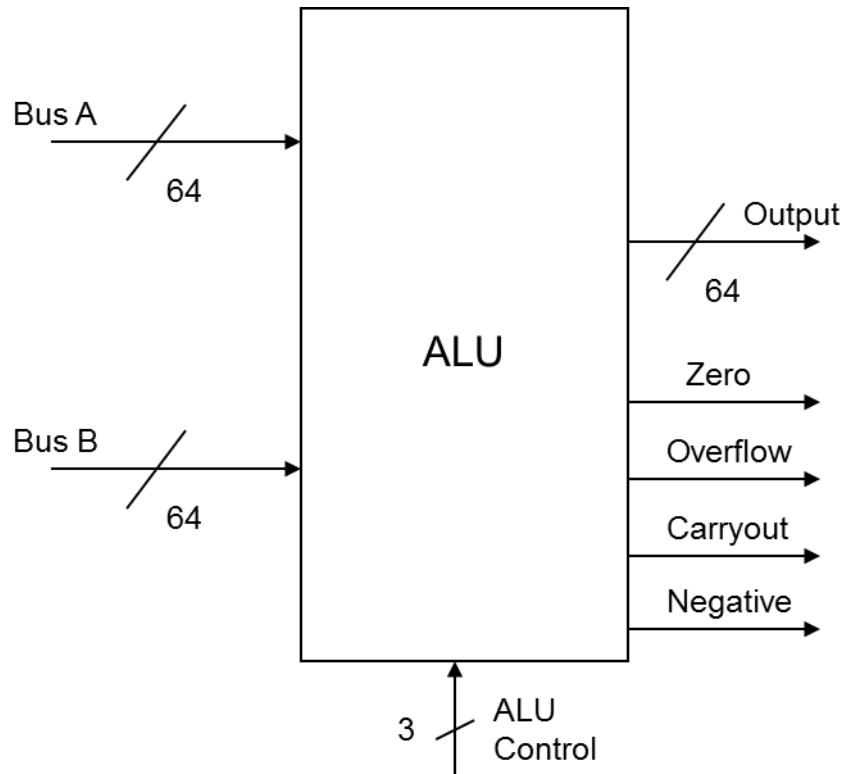 Bus A
64
Output
64
ALU
Zero
Bus B
Overflow
64
Carryout
Negative
3
ALU
Control